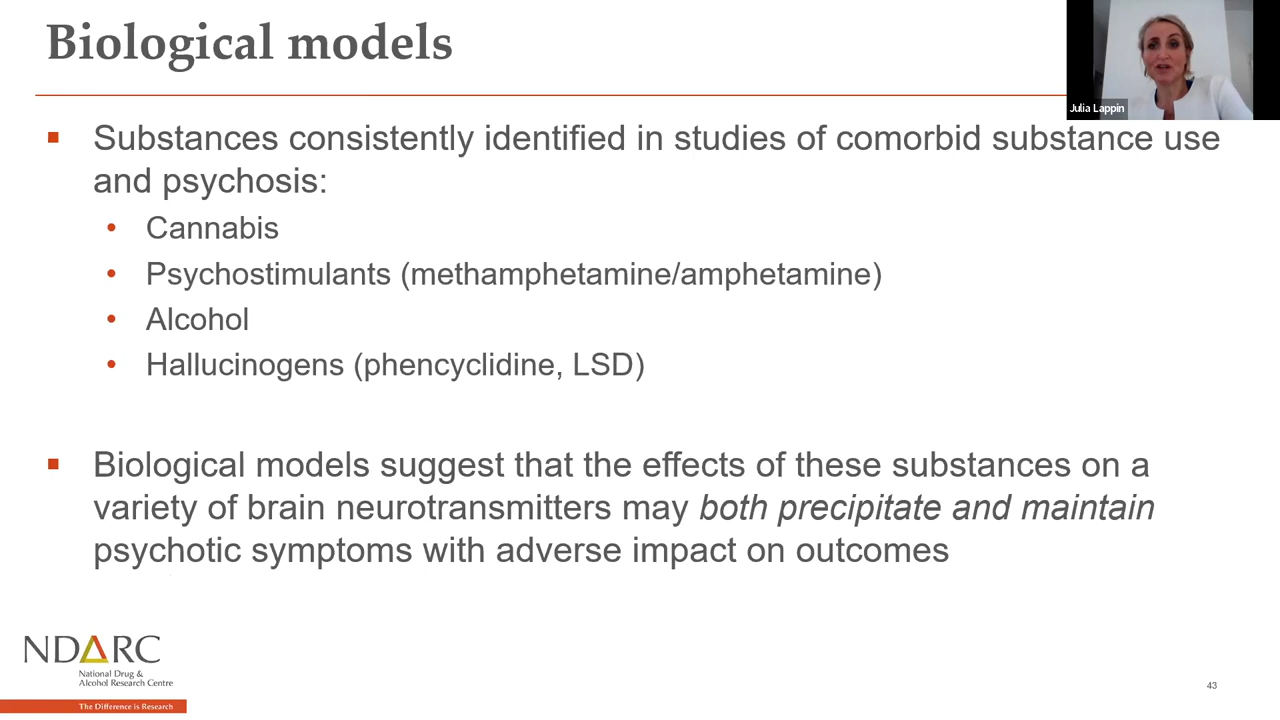 Biological models
Julia Lappin
▪ Substances consistently identified in studies of comorbid substance use
and psychosis:
• Cannabis
• Psychostimulants (methamphetamine/amphetamine)
• Alcohol
• Hallucinogens (phencyclidine, LSD)
▪ Biological models suggest that the effects of these substances on a
variety of brain neurotransmitters may both precipitate and maintain
psychotic symptoms with adverse impact on outcomes
NDARC
National Drug &
Alcohol Research Centre
The Difference is Research
43